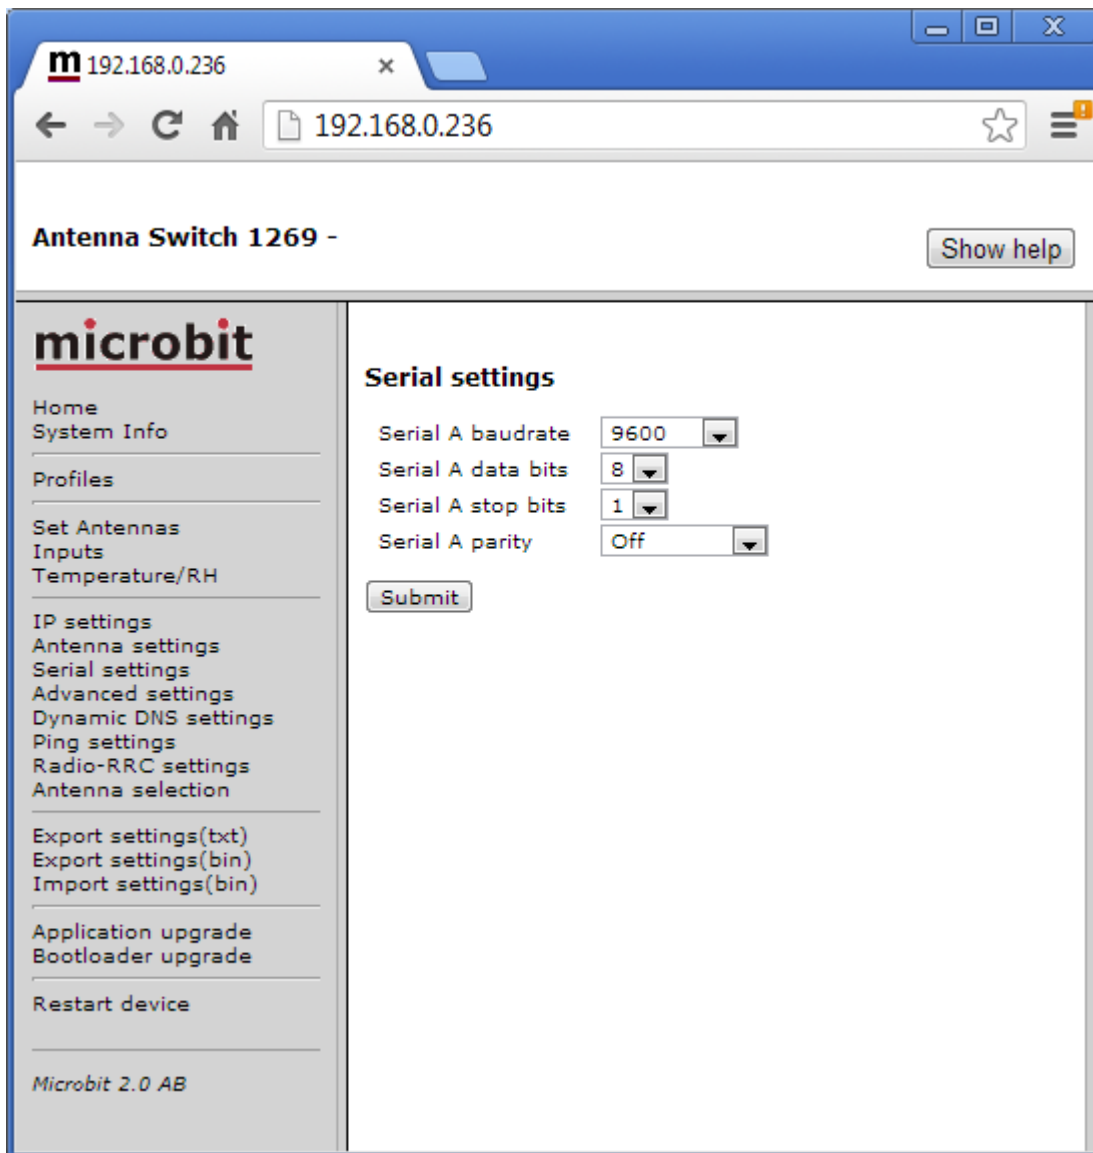 m 192.168.0.236
192.168.0.236
Antenna Switch 1269 -
Show help
microbit
Home
System Info
Profiles
Set Antennas
Inputs
Temperature/RH
IP settings
Antenna settings
Serial settings
Advanced settings
Dynamic DNS settings
Ping settings
Radio-RRC settings
Antenna selection
Export settings(txt)
Export settings(bin)
Import settings(bin)
Application upgrade
Bootloader upgrade
Restart device
Microbit 2.0 AB
Serial settings
Serial A baudrate 9600
Serial A data bits 8
Serial A stop bits 1
Serial A parity Off
Submit